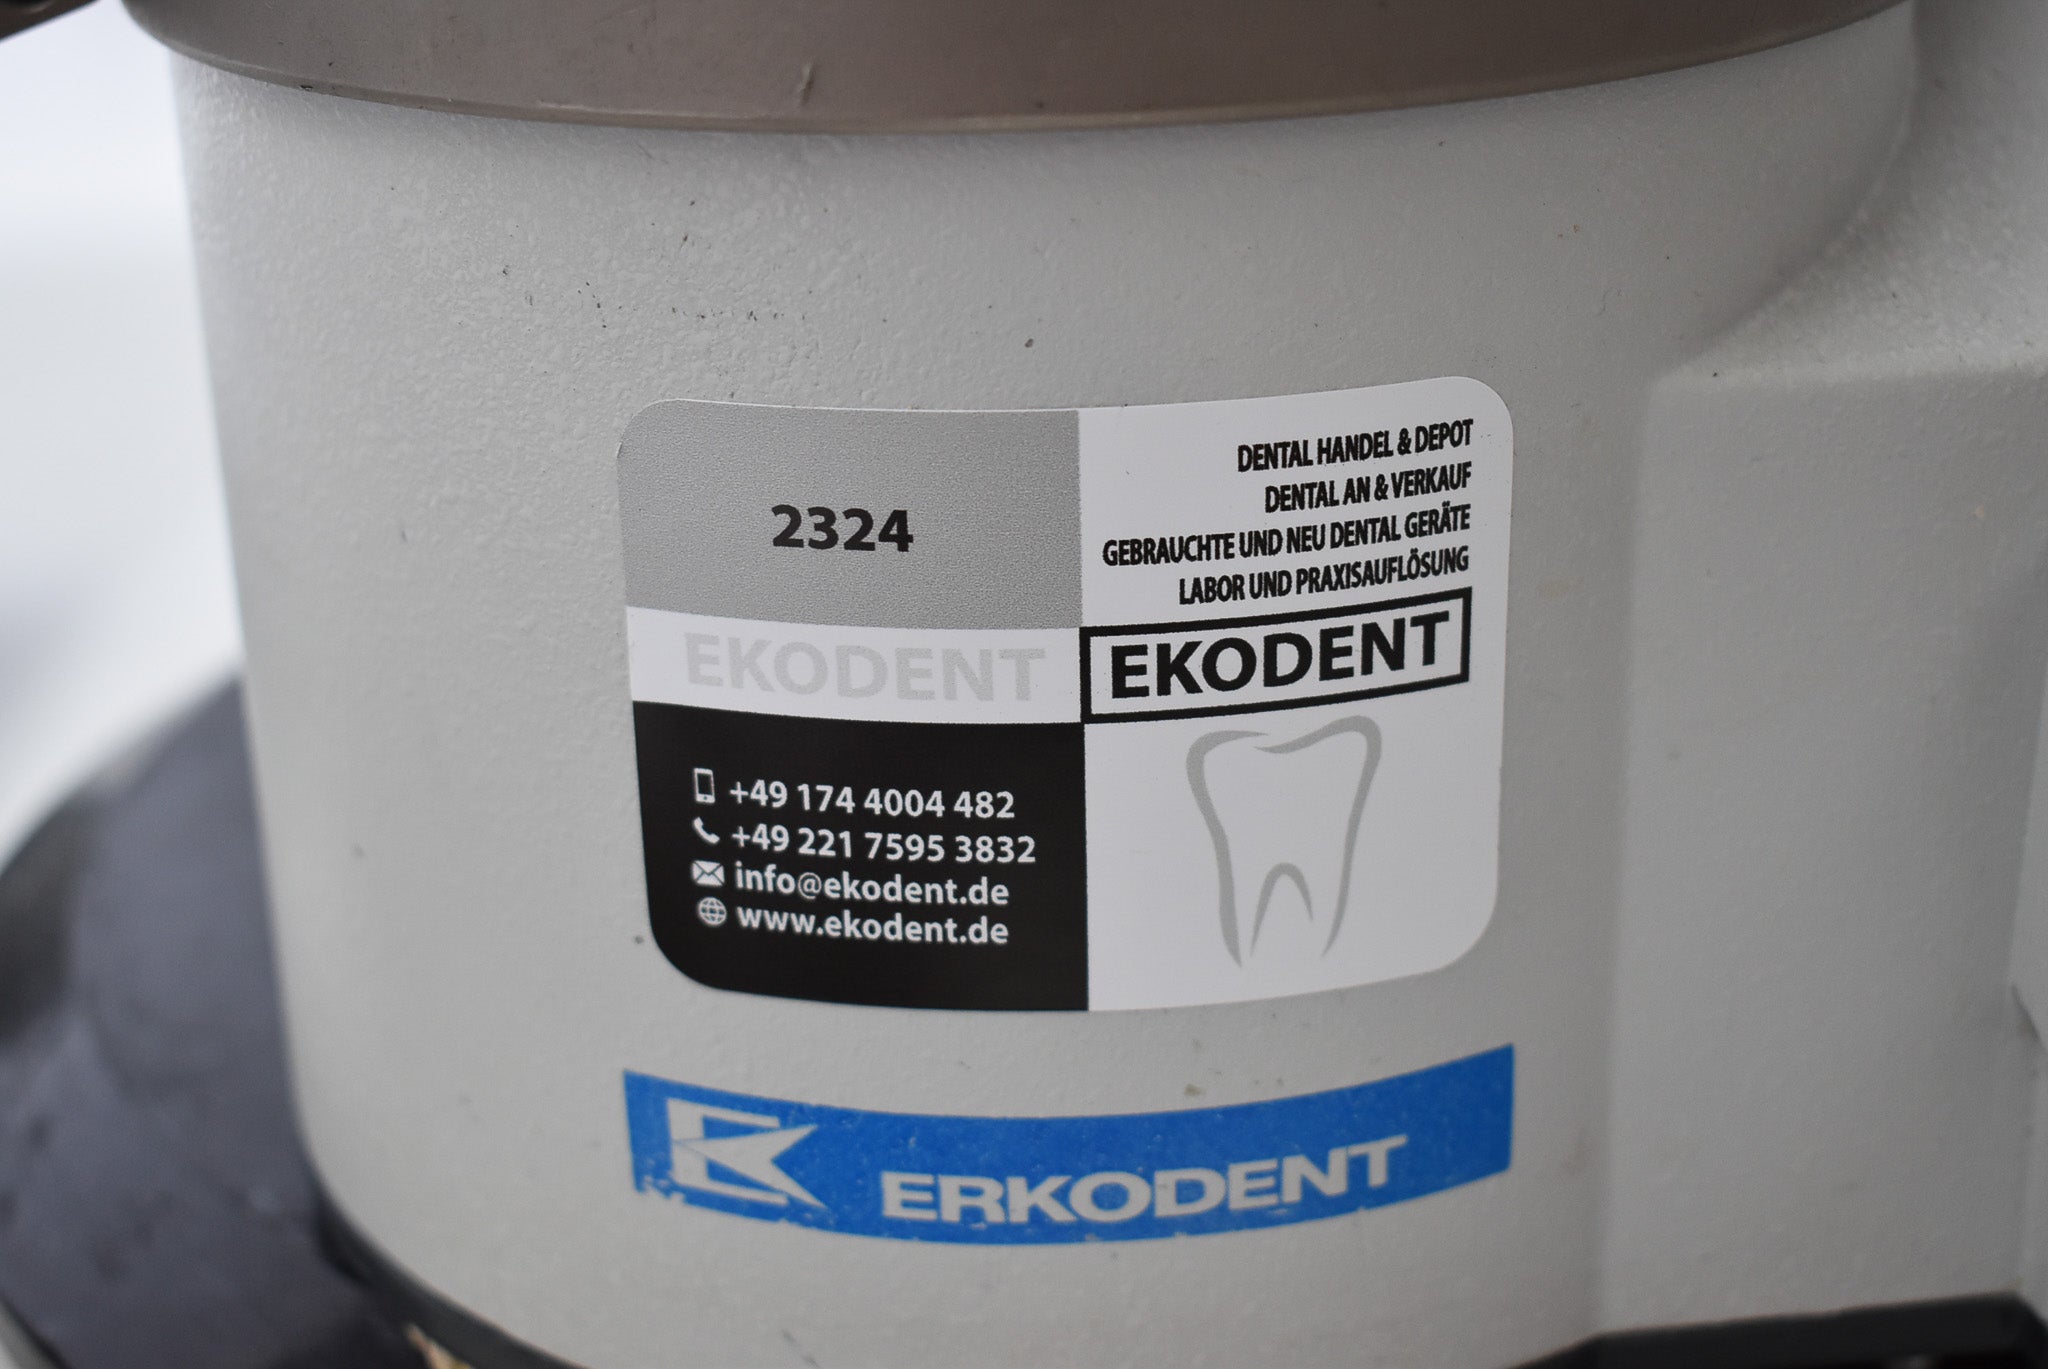 2324
EKODENT
+49 174 4004 482
+49 221 7595 3832
info@ekodent.de
www.ekodent.de
DENTAL HANDEL & DEPOT
DENTAL AN & VERKAUF
GEBRAUCHTE UND NEU DENTAL GERÄTE
LABOR UND PRAXISAUFLÖSUNG
EKODENT
ERKODENT